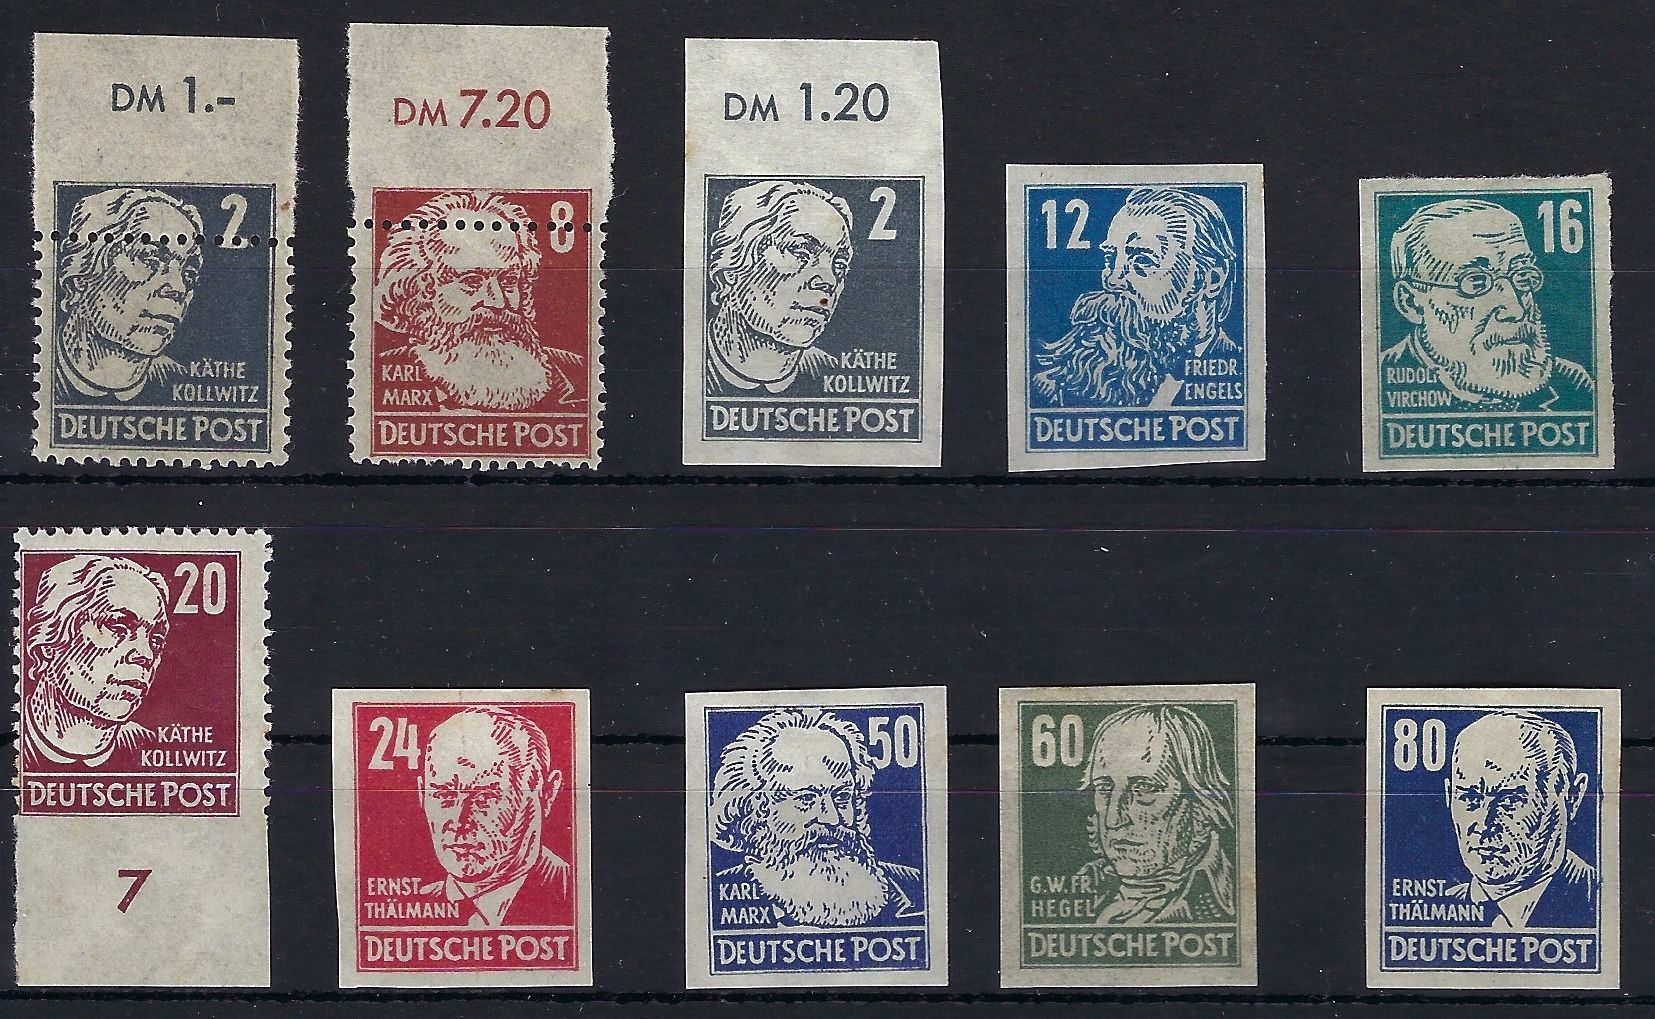 DM 1.-
2
KÄTHE
KOLLWITZ
DEUTSCHE POST
DM 7.20
8
KARL
MARX
DEUTSCHE POST
DM 1.20
2
KÄTHE
KOLLWITZ
DEUTSCHE POST
12
FRIEDR.
ENGELS
DEUTSCHE POST
16
RUDOLF
VIRCHOW
DEUTSCHE POST
20
KÄTHE
KOLLWITZ
DEUTSCHE POST
7
24
ERNST
THÄLMANN
DEUTSCHE POST
50
KARL
MARX
DEUTSCHE POST
60
G.W.FR.
HEGEL
DEUTSCHE POST
80
ERNST
THÄLMANN
DEUTSCHE POST